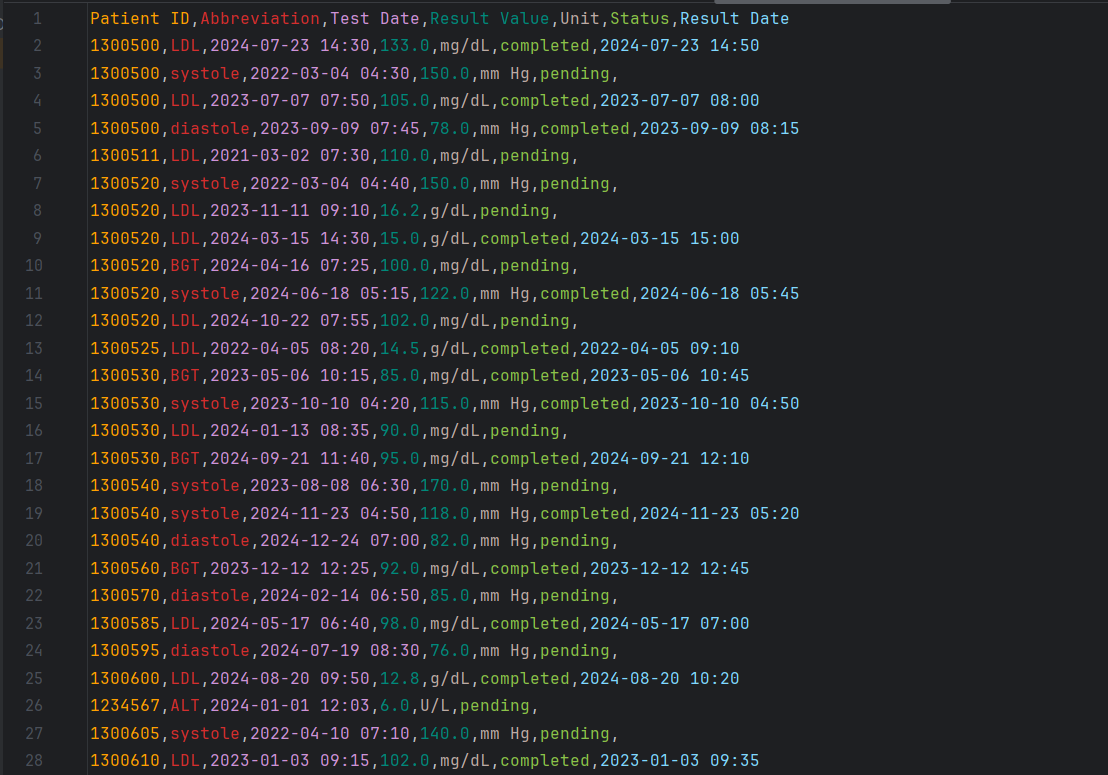 1 Patient ID,Abbreviation,Test Date,Result Value,Unit,Status,Result Date
2 1300500,LDL,2024-07-23 14:30,133.0,mg/dL,completed,2024-07-23 14:50
3 1300500,systole,2022-03-04 04:30,150.0,mm Hg,pending,
4 1300500,LDL,2023-07-07 07:50,105.0,mg/dL,completed,2023-07-07 08:00
5 1300500,diastole,2023-09-09 07:45,78.0,mm Hg,completed,2023-09-09 08:15
6 1300511,LDL,2021-03-02 07:30,110.0,mg/dL,pending,
7 1300520,systole,2022-03-04 04:40,150.0,mm Hg,pending,
8 1300520,LDL,2023-11-11 09:10,16.2,g/dL,pending,
9 1300520,LDL,2024-03-15 14:30,15.0,g/dL,completed,2024-03-15 15:00
10 1300520,BGT,2024-04-16 07:25,100.0,mg/dL,pending,
11 1300520,systole,2024-06-18 05:15,122.0,mm Hg,completed,2024-06-18 05:45
12 1300520,LDL,2024-10-22 07:55,102.0,mg/dL,pending,
13 1300525,LDL,2022-04-05 08:20,14.5,g/dL,completed,2022-04-05 09:10
14 1300530,BGT,2023-05-06 10:15,85.0,mg/dL,completed,2023-05-06 10:45
15 1300530,systole,2023-10-10 04:20,115.0,mm Hg,completed,2023-10-10 04:50
16 1300530,LDL,2024-01-13 08:35,90.0,mg/dL,pending,
17 1300530,BGT,2024-09-21 11:40,95.0,mg/dL,completed,2024-09-21 12:10
18 1300540,systole,2023-08-08 06:30,170.0,mm Hg,pending,
19 1300540,systole,2024-11-23 04:50,118.0,mm Hg,completed,2024-11-23 05:20
20 1300540,diastole,2024-12-24 07:00,82.0,mm Hg,pending,
21 1300560,BGT,2023-12-12 12:25,92.0,mg/dL,completed,2023-12-12 12:45
22 1300570,diastole,2024-02-14 06:50,85.0,mm Hg,pending,
23 1300585,LDL,2024-05-17 06:40,98.0,mg/dL,completed,2024-05-17 07:00
24 1300595,diastole,2024-07-19 08:30,76.0,mm Hg,pending,
25 1300600,LDL,2024-08-20 09:50,12.8,g/dL,completed,2024-08-20 10:20
26 1234567,ALT,2024-01-01 12:03,6.0,U/L,pending,
27 1300605,systole,2022-04-10 07:10,140.0,mm Hg,pending,
28 1300610,LDL,2023-01-03 09:15,102.0,mg/dL,completed,2023-01-03 09:35